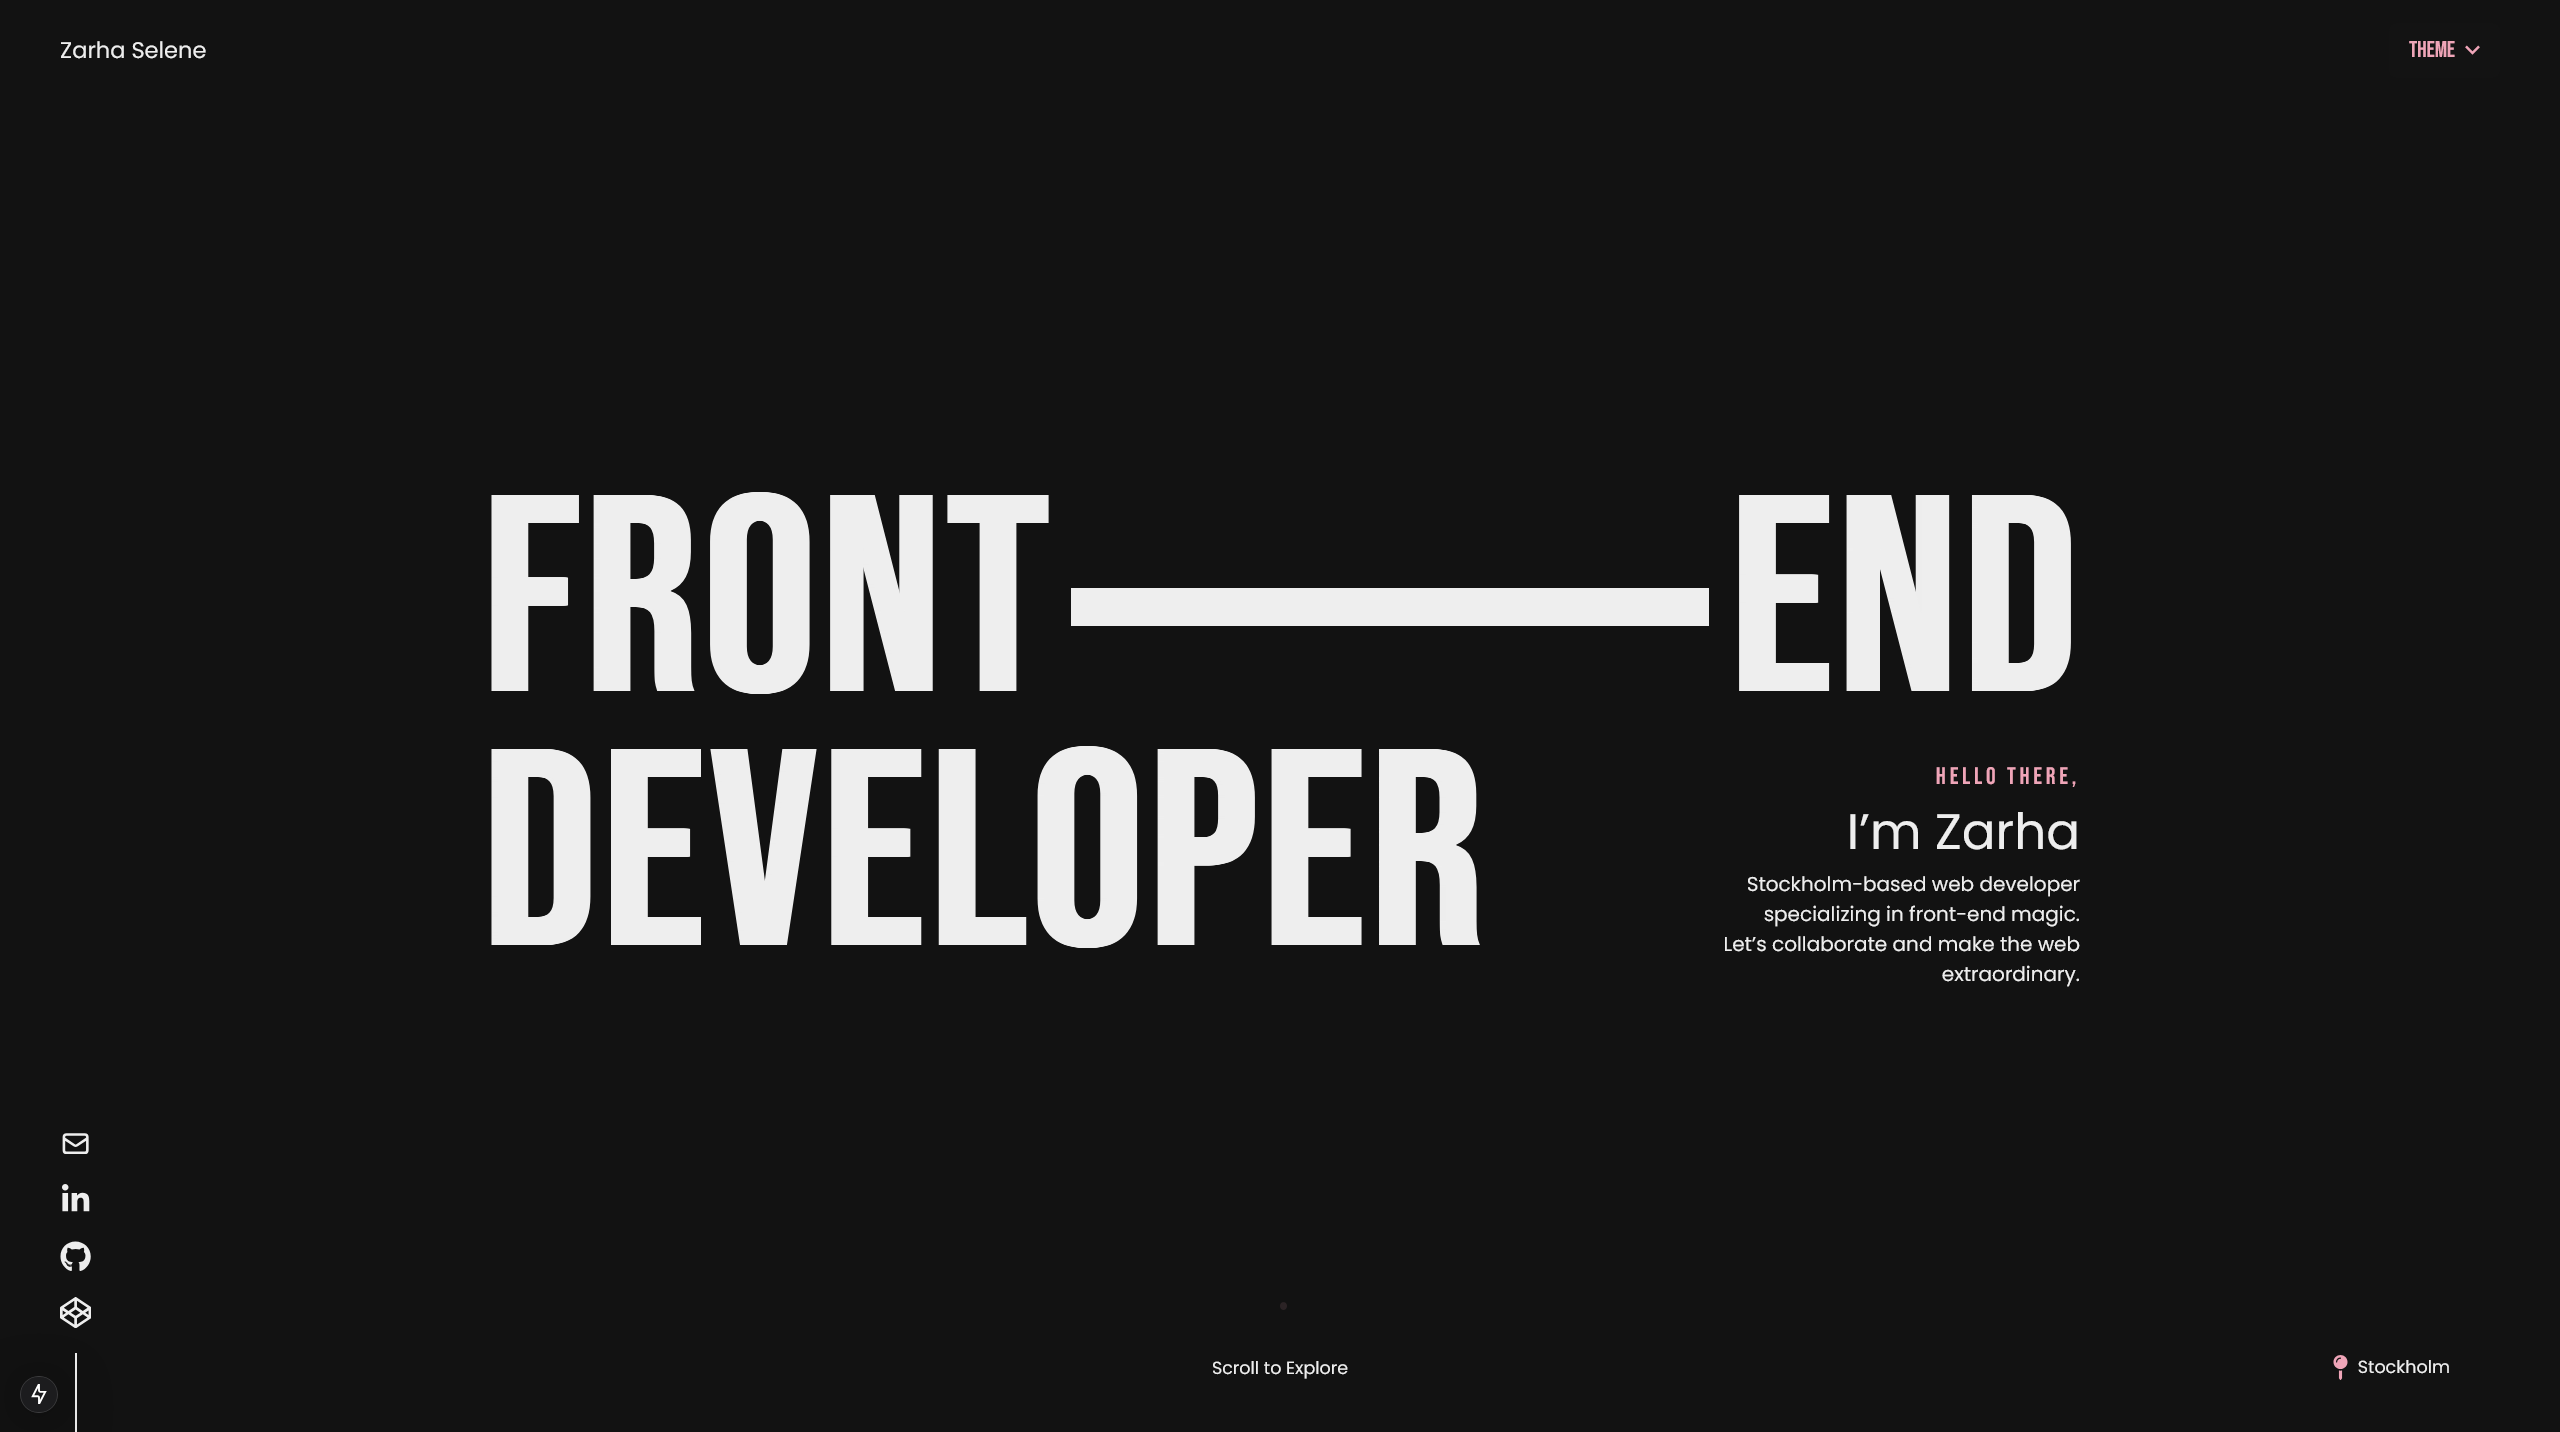 Zarha Selene
THEME
FRONT—END
DEVELOPER
HELLO THERE,
I’m Zarha
Stockholm-based web developer
specializing in front-end magic.
Let’s collaborate and make the web
extraordinary.
in
Scroll to Explore
Stockholm